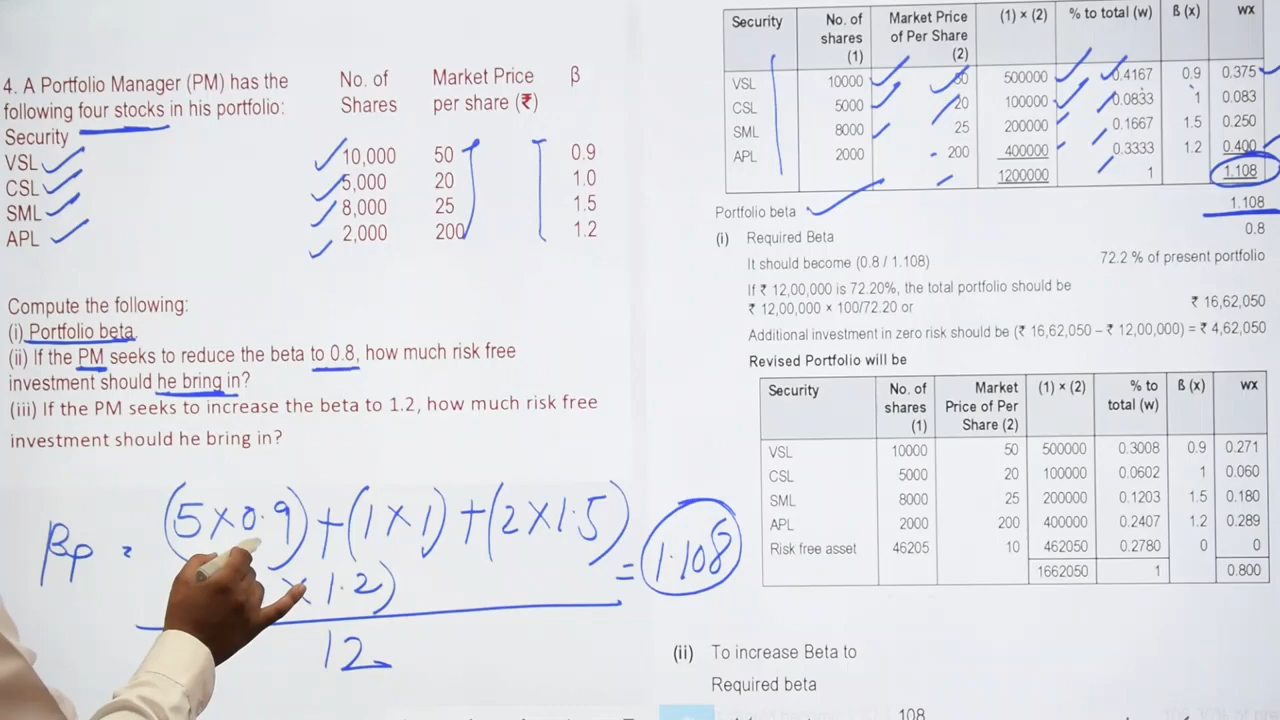 4. A Portfolio Manager (PM) has the
following four stocks in his portfolio:
Security No. of Shares Market Price per share (₹) β
VSL 10,000 50 0.9
CSL 5,000 20 1.0
SML 8,000 25 1.5
APL 2,000 200 1.2
Compute the following:
(i) Portfolio beta.
(ii) If the PM seeks to reduce the beta to 0.8, how much risk free
investment should he bring in?
(iii) If the PM seeks to increase the beta to 1.2, how much risk free
investment should he bring in?
βp = (5×0.9) + (1×1) + (2×1.5)
×1.2)
12
= 1.108
Security No. of shares (1) Market Price of Per Share (2) (1) × (2) % to total (w) ß (x) wx
VSL 10000 50 500000 0.4167 0.9 0.375
CSL 5000 20 100000 0.0833 1 0.083
SML 8000 25 200000 0.1667 1.5 0.250
APL 2000 200 400000 0.3333 1.2 0.400
1200000 1 1.108
Portfolio beta 1.108
(i) Required Beta 0.8
It should become (0.8 / 1.108) 72.2 % of present portfolio
If ₹ 12,00,000 is 72.20%, the total portfolio should be
₹ 12,00,000 × 100/72.20 or ₹ 16,62,050
Additional investment in zero risk should be (₹ 16,62,050 – ₹ 12,00,000) = ₹ 4,62,050
Revised Portfolio will be
Security No. of shares (1) Market Price of Per Share (2) (1) × (2) % to total (w) ß (x) wx
VSL 10000 50 500000 0.3008 0.9 0.271
CSL 5000 20 100000 0.0602 1 0.060
SML 8000 25 200000 0.1203 1.5 0.180
APL 2000 200 400000 0.2407 1.2 0.289
Risk free asset 46205 10 462050 0.2780 0 0
1662050 1 0.800
(ii) To increase Beta to
Required beta